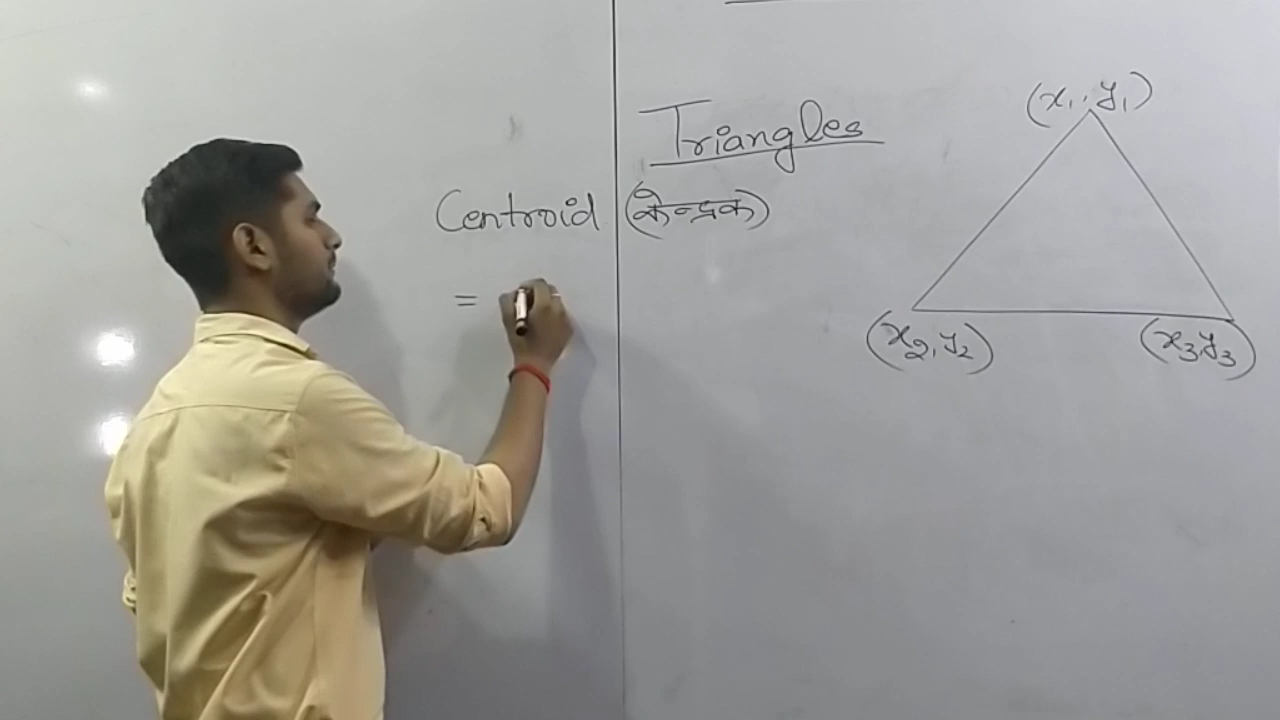 Triangles
Centroid (केन्द्रक)
=
(x₁, y₁)
(x₂, y₂)
(x₃, y₃)